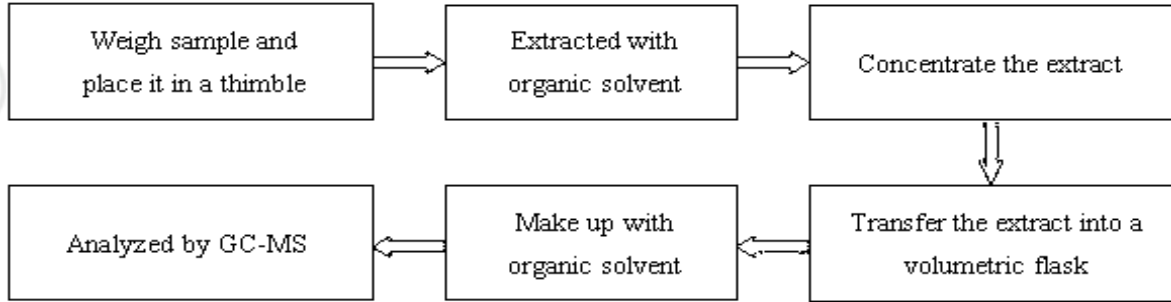 Weigh sample and
place it in a thimble
Extracted with
organic solvent
Concentrate the extract
Transfer the extract into a
volumetric flask
Make up with
organic solvent
Analyzed by GC-MS